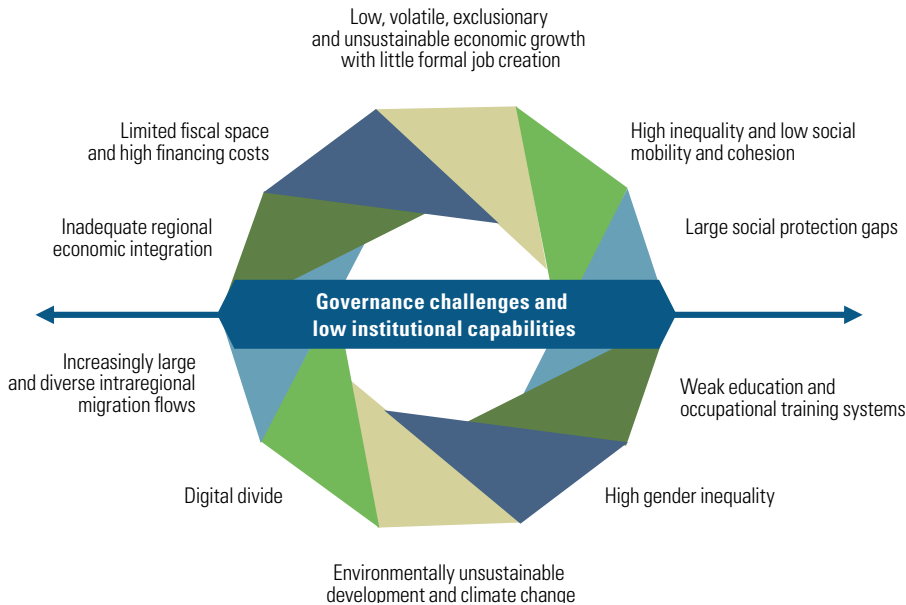 Low, volatile, exclusionary
and unsustainable economic growth
with little formal job creation
Limited fiscal space
and high financing costs
High inequality and low social
mobility and cohesion
Inadequate regional
economic integration
Large social protection gaps
Governance challenges and
low institutional capabilities
Increasingly large
and diverse intraregional
migration flows
Weak education and
occupational training systems
Digital divide
High gender inequality
Environmentally unsustainable
development and climate change